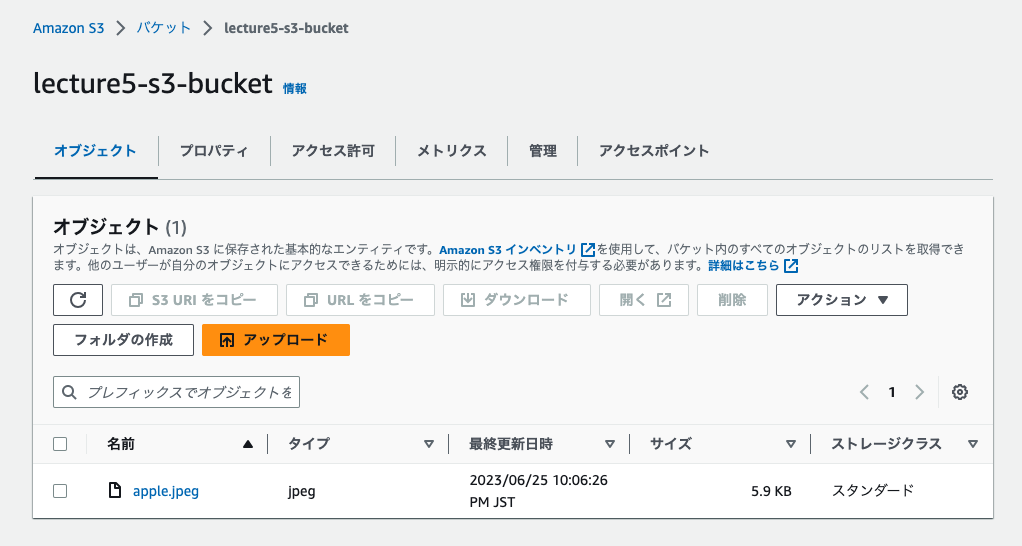 Amazon S3 > バケット > lecture5-s3-bucket
lecture5-s3-bucket 情報
オブジェクト プロパティ アクセス許可 メトリクス 管理 アクセスポイント
オブジェクト (1)
オブジェクトは、Amazon S3 に保存された基本的なエンティティです。Amazon S3 インベントリ を使用して、バケット内のすべてのオブジェクトのリストを取得でき
ます。他のユーザーが自分のオブジェクトにアクセスできるためには、明示的にアクセス権限を付与する必要があります。詳細はこちら
S3 URI をコピー URL をコピー ダウンロード 開く 削除 アクション ▼
フォルダの作成 アップロード
プレフィックスでオブジェクトを
1
名前 タイプ 最終更新日時 サイズ ストレージクラス
apple.jpeg jpeg 2023/06/25 10:06:26 5.9 KB スタンダード
PM JST